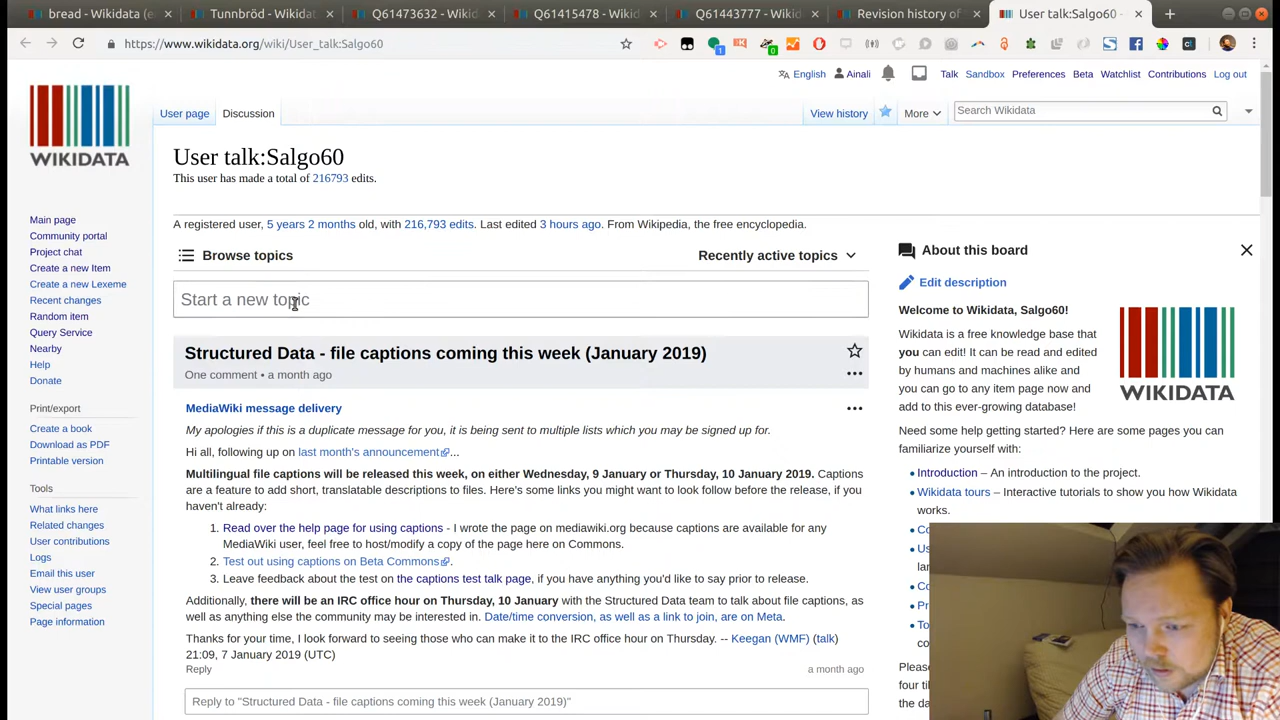 bread - Wikidata (e
Tunnbröd - Wikidat
Q61473632 - Wikid
Q61415478 - Wikid
Q61443777 - Wikid
Revision history of
User talk:Salgo60 -
https://www.wikidata.org/wiki/User_talk:Salgo60
English Ainali Talk Sandbox Preferences Beta Watchlist Contributions Log out
User page Discussion View history More Search Wikidata
WIKIDATA
User talk:Salgo60
This user has made a total of 216793 edits.
A registered user, 5 years 2 months old, with 216,793 edits. Last edited 3 hours ago. From Wikipedia, the free encyclopedia.
Main page
Community portal
Project chat
Create a new Item
Create a new Lexeme
Recent changes
Random item
Query Service
Nearby
Help
Donate
Print/export
Create a book
Download as PDF
Printable version
Tools
What links here
Related changes
User contributions
Logs
Email this user
View user groups
Special pages
Page information
Browse topics Recently active topics
Start a new topic
Structured Data - file captions coming this week (January 2019)
One comment • a month ago
MediaWiki message delivery
My apologies if this is a duplicate message for you, it is being sent to multiple lists which you may be signed up for.
Hi all, following up on last month's announcement...
Multilingual file captions will be released this week, on either Wednesday, 9 January or Thursday, 10 January 2019. Captions
are a feature to add short, translatable descriptions to files. Here's some links you might want to look follow before the release, if you
haven't already:
1. Read over the help page for using captions - I wrote the page on mediawiki.org because captions are available for any
MediaWiki user, feel free to host/modify a copy of the page here on Commons.
2. Test out using captions on Beta Commons.
3. Leave feedback about the test on the captions test talk page, if you have anything you'd like to say prior to release.
Additionally, there will be an IRC office hour on Thursday, 10 January with the Structured Data team to talk about file captions, as
well as anything else the community may be interested in. Date/time conversion, as well as a link to join, are on Meta.
Thanks for your time, I look forward to seeing those who can make it to the IRC office hour on Thursday. -- Keegan (WMF) (talk)
21:09, 7 January 2019 (UTC)
Reply a month ago
Reply to "Structured Data - file captions coming this week (January 2019)"
About this board
Edit description
Welcome to Wikidata, Salgo60!
Wikidata is a free knowledge base that
you can edit! It can be read and edited
by humans and machines alike and
you can go to any item page now and
add to this ever-growing database!
WIKIDATA
Need some help getting started? Here are some pages you can
familiarize yourself with:
• Introduction – An introduction to the project.
• Wikidata tours – Interactive tutorials to show you how Wikidata
works.